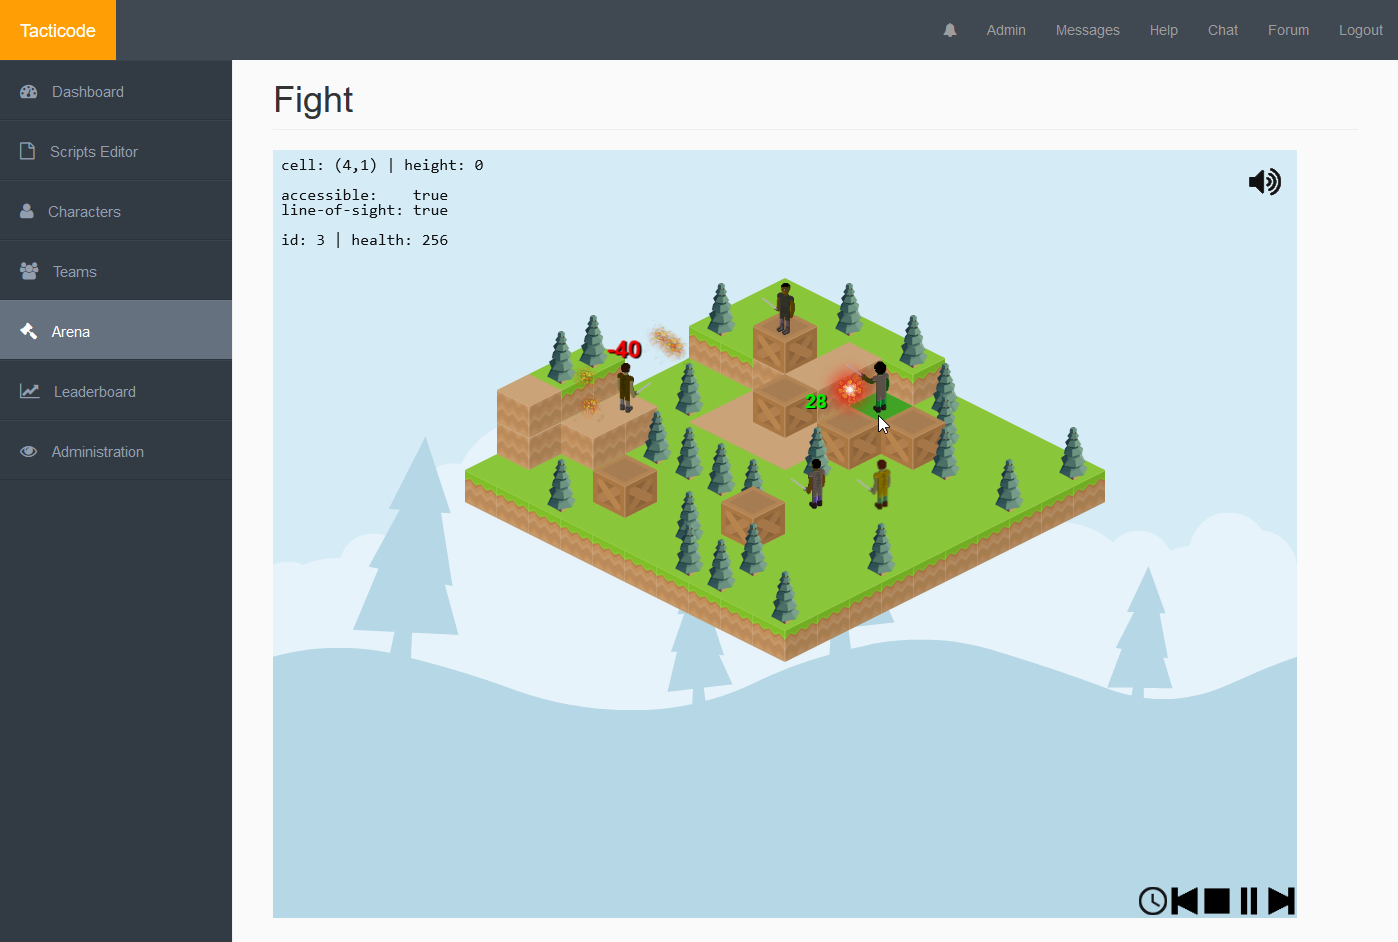 Tacticode
Admin
Messages
Help
Chat
Forum
Logout
Dashboard
Scripts Editor
Characters
Teams
Arena
Leaderboard
Administration
Fight
cell: (4,1) | height: 0
accessible: true
line-of-sight: true
id: 3 | health: 256
-40
28